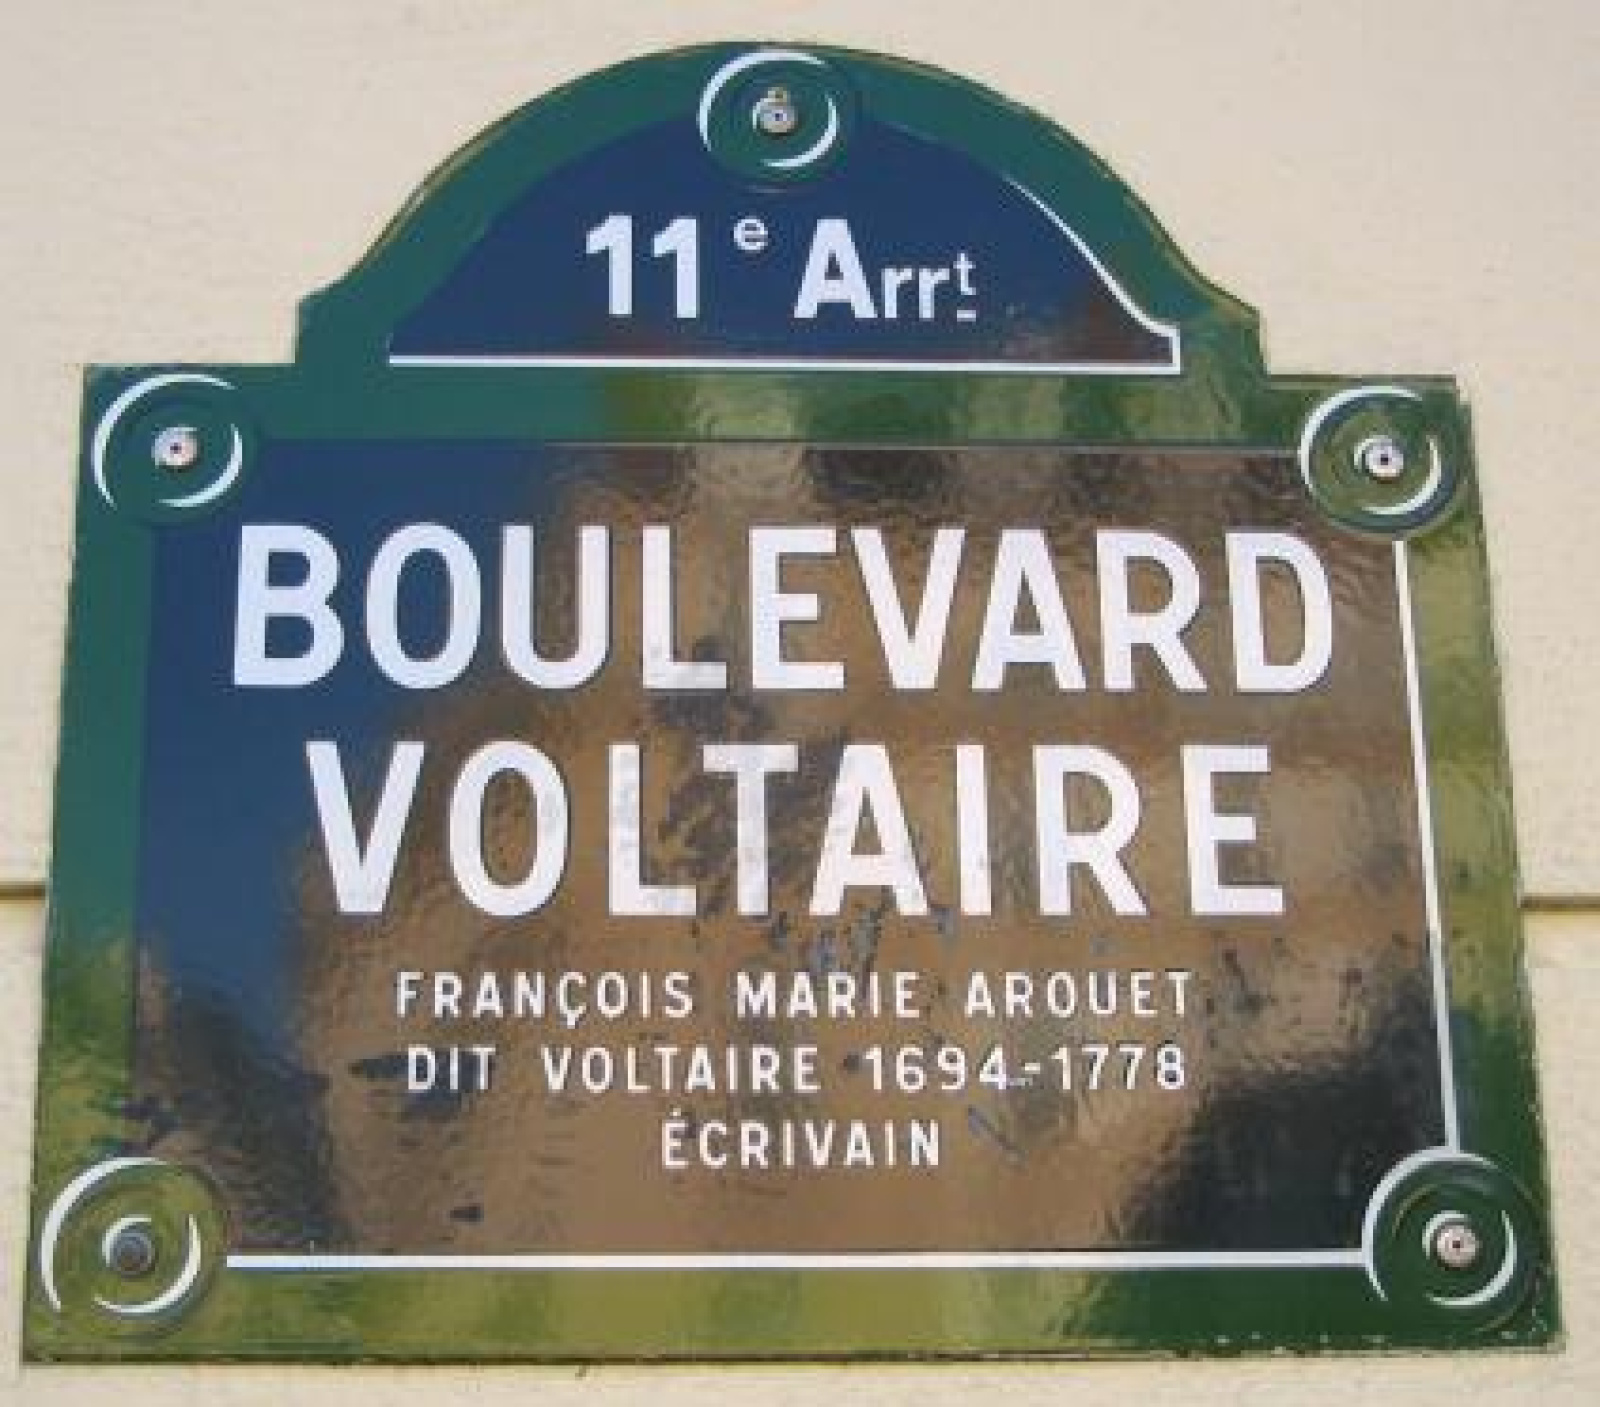 11e Arrt
BOULEVARD
VOLTAIRE
FRANÇOIS MARIE AROUET
DIT VOLTAIRE 1694-1778
ÉCRIVAIN